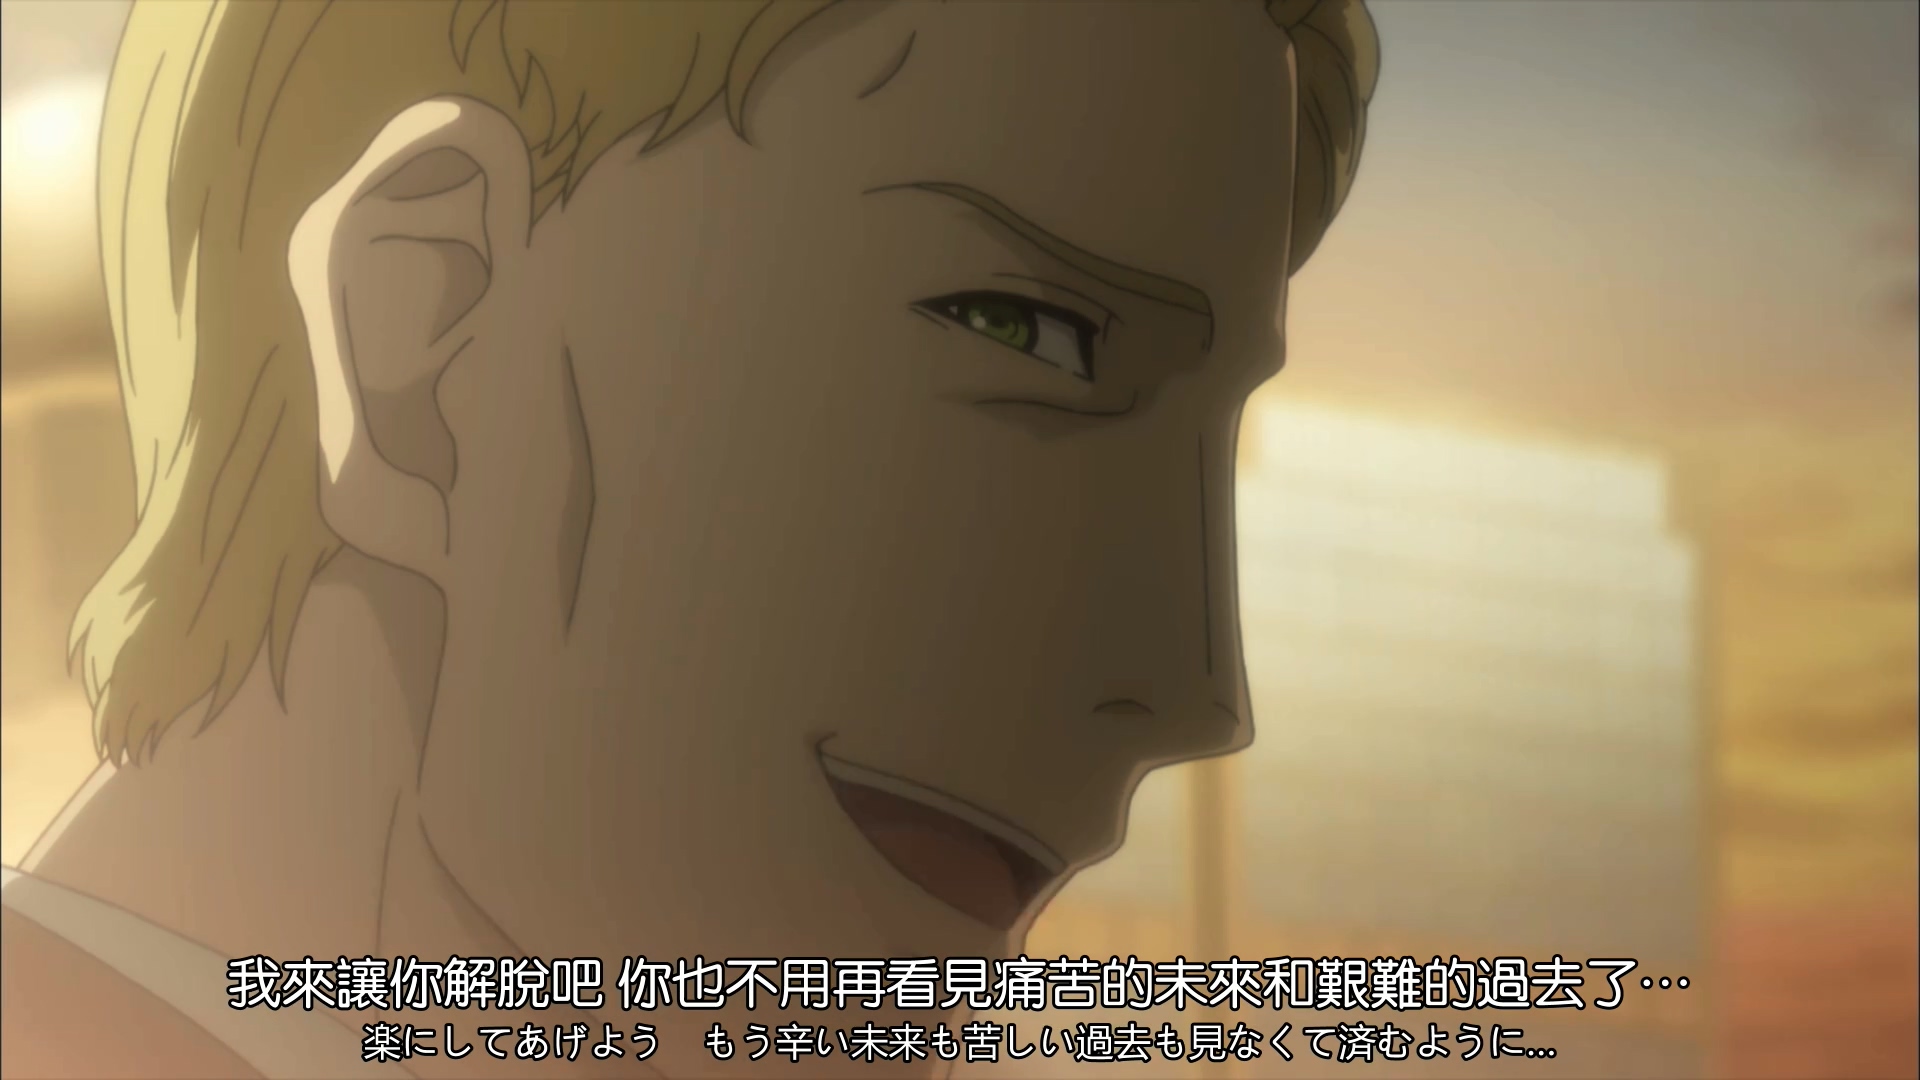 我來讓你解脫吧 你也不用再看見痛苦的未來和艱難的過去了…
楽にしてあげよう　もう辛い未来も苦しい過去も見なくて済むように...